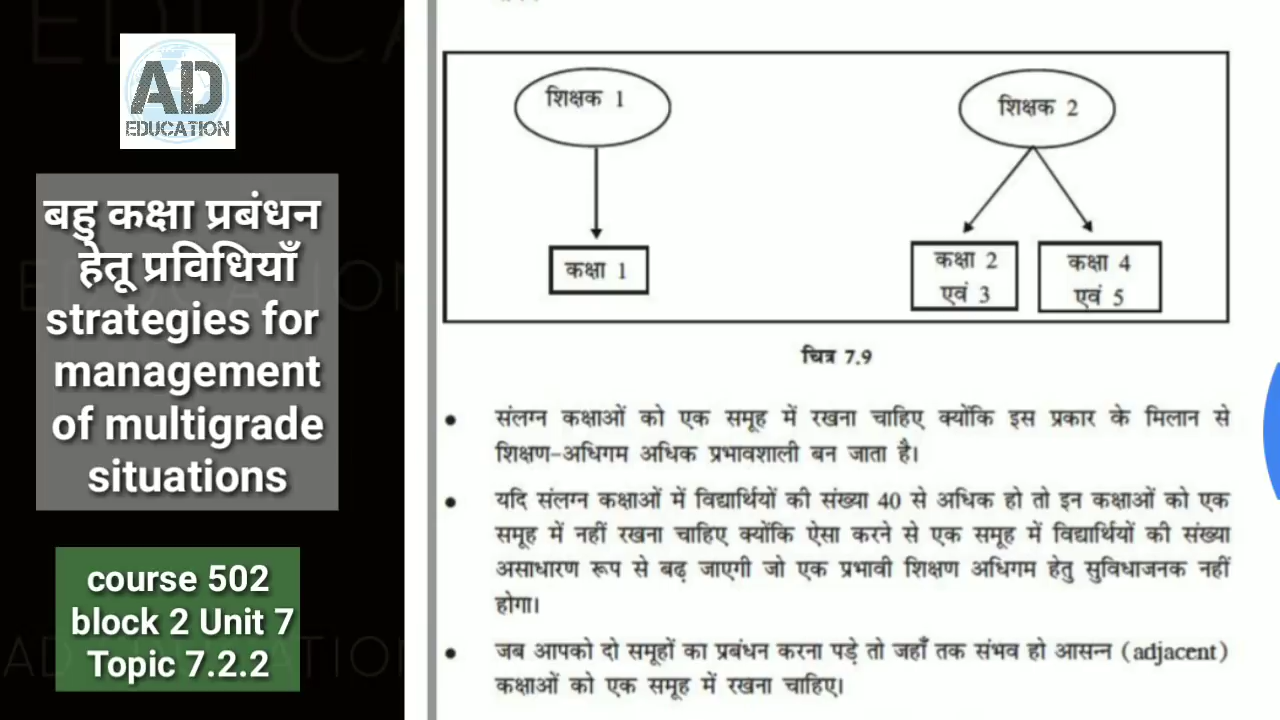 AD
EDUCATION
बहु कक्षा प्रबंधन
हेतू प्रविधियाँ
strategies for
management
of multigrade
situations
course 502
block 2 Unit 7
Topic 7.2.2
शिक्षक 1
शिक्षक 2
कक्षा 1
कक्षा 2
एवं 3
कक्षा 4
एवं 5
चित्र 7.9
• संलग्न कक्षाओं को एक समूह में रखना चाहिए क्योंकि इस प्रकार के मिलान से
शिक्षण-अधिगम अधिक प्रभावशाली बन जाता है।
• यदि संलग्न कक्षाओं में विद्यार्थियों की संख्या 40 से अधिक हो तो इन कक्षाओं को एक
समूह में नहीं रखना चाहिए क्योंकि ऐसा करने से एक समूह में विद्यार्थियों की संख्या
असाधारण रूप से बढ़ जाएगी जो एक प्रभावी शिक्षण अधिगम हेतु सुविधाजनक नहीं
होगा।
• जब आपको दो समूहों का प्रबंधन करना पड़े तो जहाँ तक संभव हो आसन्न (adjacent)
कक्षाओं को एक समूह में रखना चाहिए।